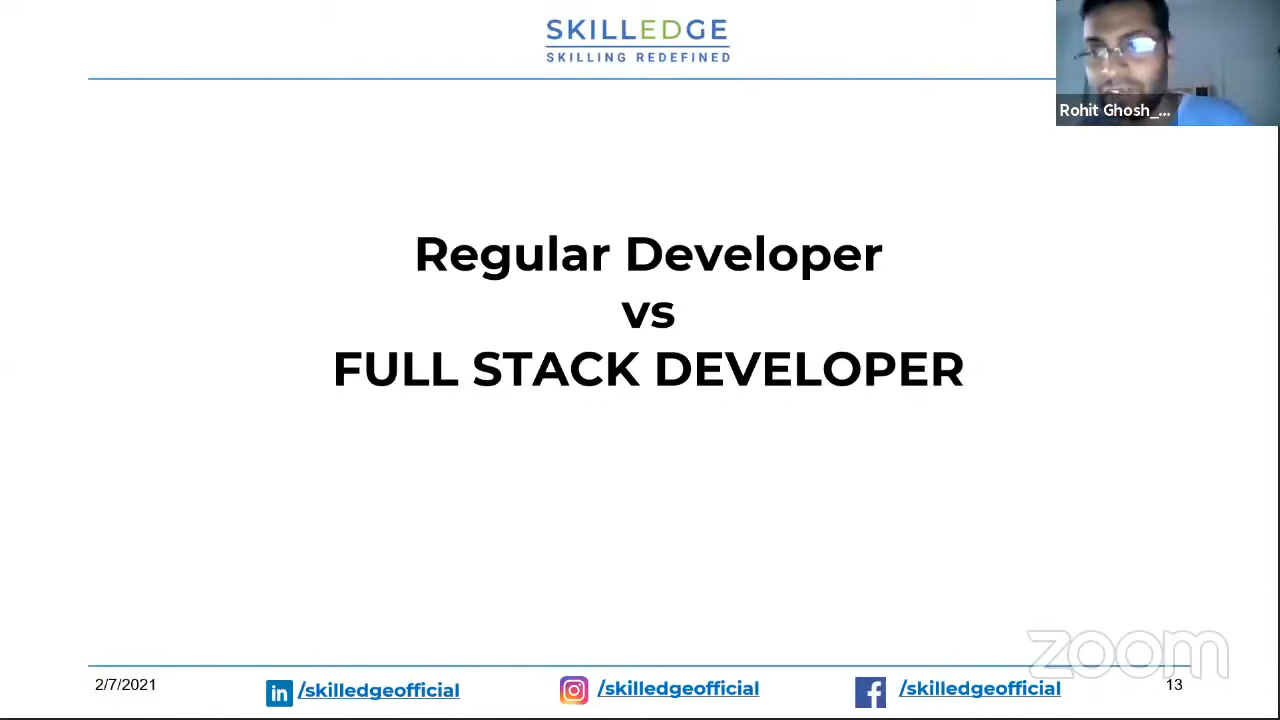 SKILLEDGE
SKILLING REDEFINED
Rohit Ghosh_...
Regular Developer
vs
FULL STACK DEVELOPER
zoom
2/7/2021
in /skilledgeofficial
/skilledgeofficial
f /skilledgeofficial
13